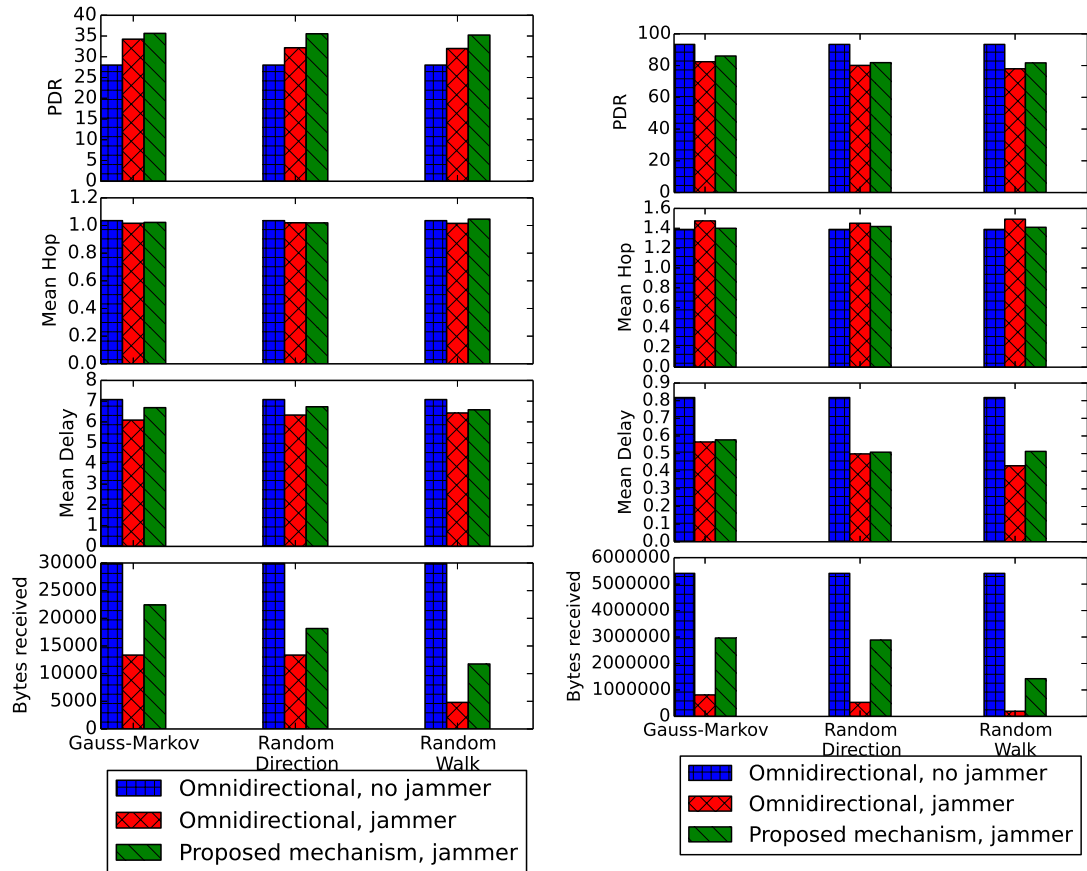 40
35
30
25
20
15
10
5
0
PDR
1.2
1.0
0.8
0.6
0.4
0.2
0.0
Mean Hop
8
7
6
5
4
3
2
1
0
Mean Delay
30000
25000
20000
15000
10000
5000
0
Bytes received
Gauss-Markov
Random
Direction
Random
Walk
Omnidirectional, no jammer
Omnidirectional, jammer
Proposed mechanism, jammer
100
80
60
40
20
0
PDR
1.6
1.4
1.2
1.0
0.8
0.6
0.4
0.2
0.0
Mean Hop
0.9
0.8
0.7
0.6
0.5
0.4
0.3
0.2
0.1
0.0
Mean Delay
6000000
5000000
4000000
3000000
2000000
1000000
0
Bytes received
Gauss-Markov
Random
Direction
Random
Walk
Omnidirectional, no jammer
Omnidirectional, jammer
Proposed mechanism, jammer